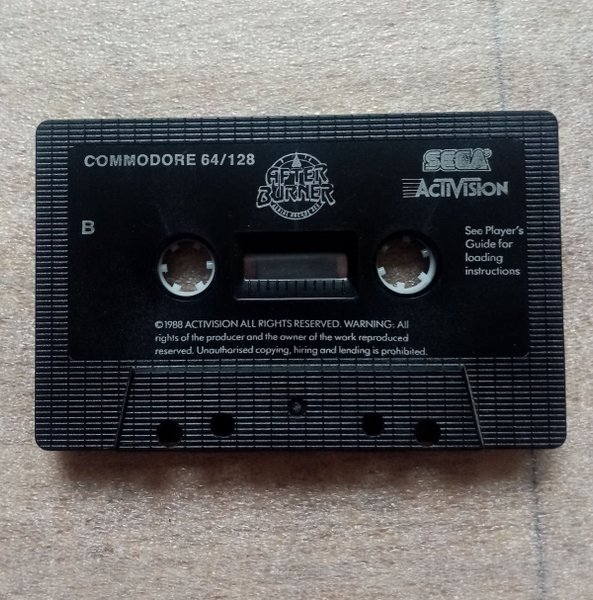 COMMODORE 64/128
AFTER
BURNER
SEGA®
ACTIVISION
B
See Player's
Guide for
loading
instructions
©1988 ACTIVISION ALL RIGHTS RESERVED. WARNING: All
rights of the producer and the owner of the work reproduced
reserved. Unauthorised copying, hiring and lending is prohibited.